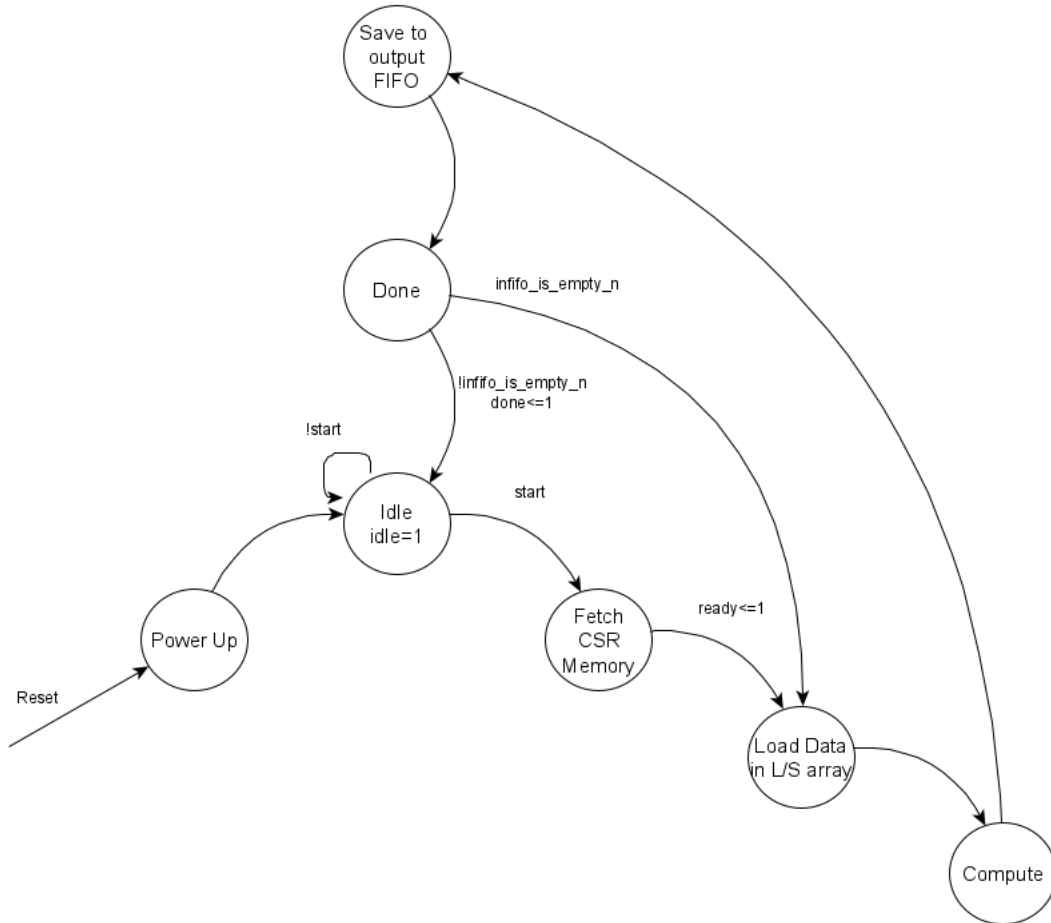 Save to
output
FIFO
Done
infifo_is_empty_n
!infifo_is_empty_n
done<=1
!start
Idle
idle=1
start
Power Up
Fetch
CSR
Memory
ready<=1
Reset
Load Data
in L/S array
Compute